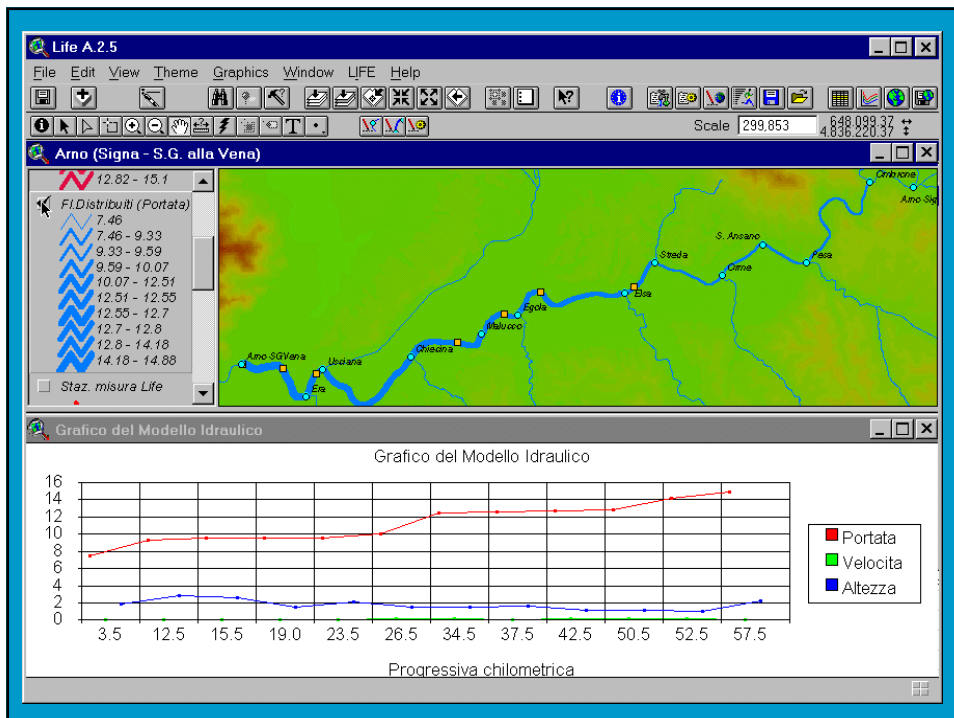 Life A.2.5
File Edit View Theme Graphics Window LIFE Help
Scale 299,853 648.099.37
4.836.220.37
Arno (Signa - S.G. alla Vena)
12.82 - 15.1
Fl.Distribuiti (Portata)
7.46
7.46 - 9.33
9.33 - 9.59
9.59 - 10.07
10.07 - 12.51
12.51 - 12.55
12.55 - 12.7
12.7 - 12.8
12.8 - 14.18
14.18 - 14.88
Staz. misura Life
Ombrone
Arno Sig
S. Ansano
Streda
Pesa
Orme
Elsa
Egola
Malucco
Chiecina
Arno SGVena
Usciana
Era
Grafico del Modello Idraulico
Grafico del Modello Idraulico
16
14
12
10
8
6
4
2
0
3.5 12.5 15.5 19.0 23.5 26.5 34.5 37.5 42.5 50.5 52.5 57.5
Progressiva chilometrica
Portata
Velocita
Altezza